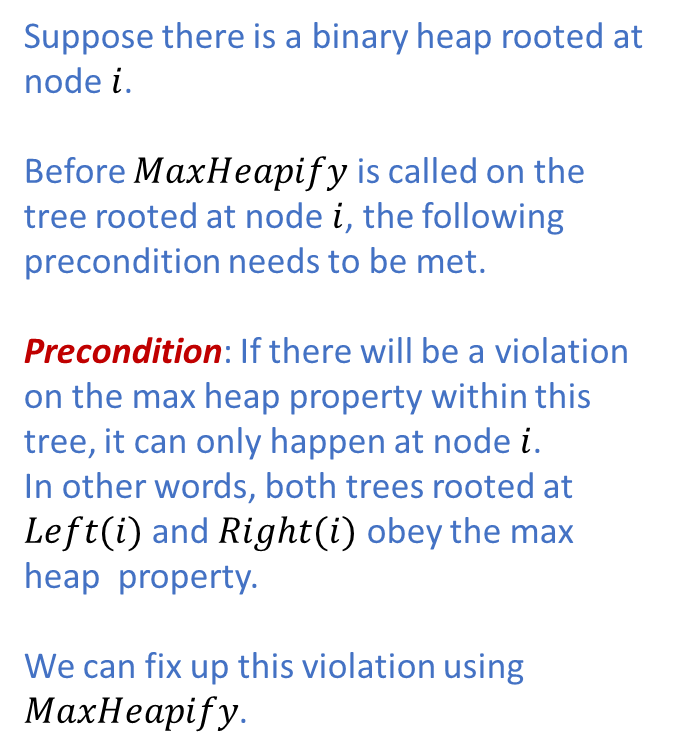 Suppose there is a binary heap rooted at
node i.
Before MaxHeapify is called on the
tree rooted at node i, the following
precondition needs to be met.
Precondition: If there will be a violation
on the max heap property within this
tree, it can only happen at node i.
In other words, both trees rooted at
Left(i) and Right(i) obey the max
heap property.
We can fix up this violation using
MaxHeapify.